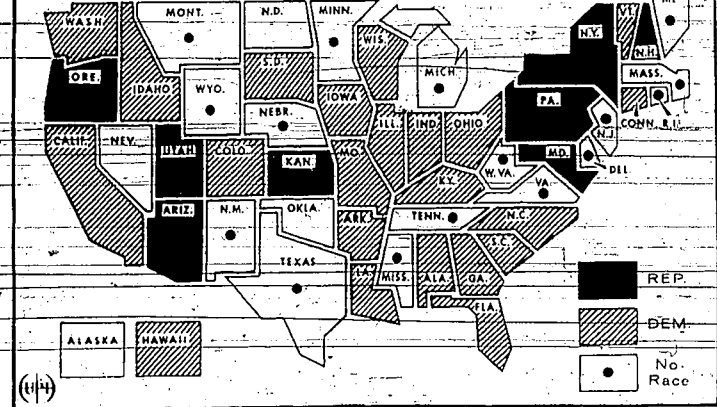 WASH.
MONT.
N.D.
MINN.
VT.
N.Y.
N.H.
WIS.
MICH.
MASS.
ORE.
IDAHO
WYO.
S.D.
IOWA
PA.
NEBR.
ILL.
IND.
OHIO
N.J.
CONN.
R.I.
CALIF.
NEV.
UTAH
COLO.
KAN.
MO.
KY.
W.VA.
VA.
MD.
DEL.
ARIZ.
N.M.
OKLA.
ARK.
TENN.
N.C.
S.C.
TEXAS
LA.
MISS.
ALA.
GA.
FLA.
REP.
DEM.
No
Race
ALASKA
HAWAII